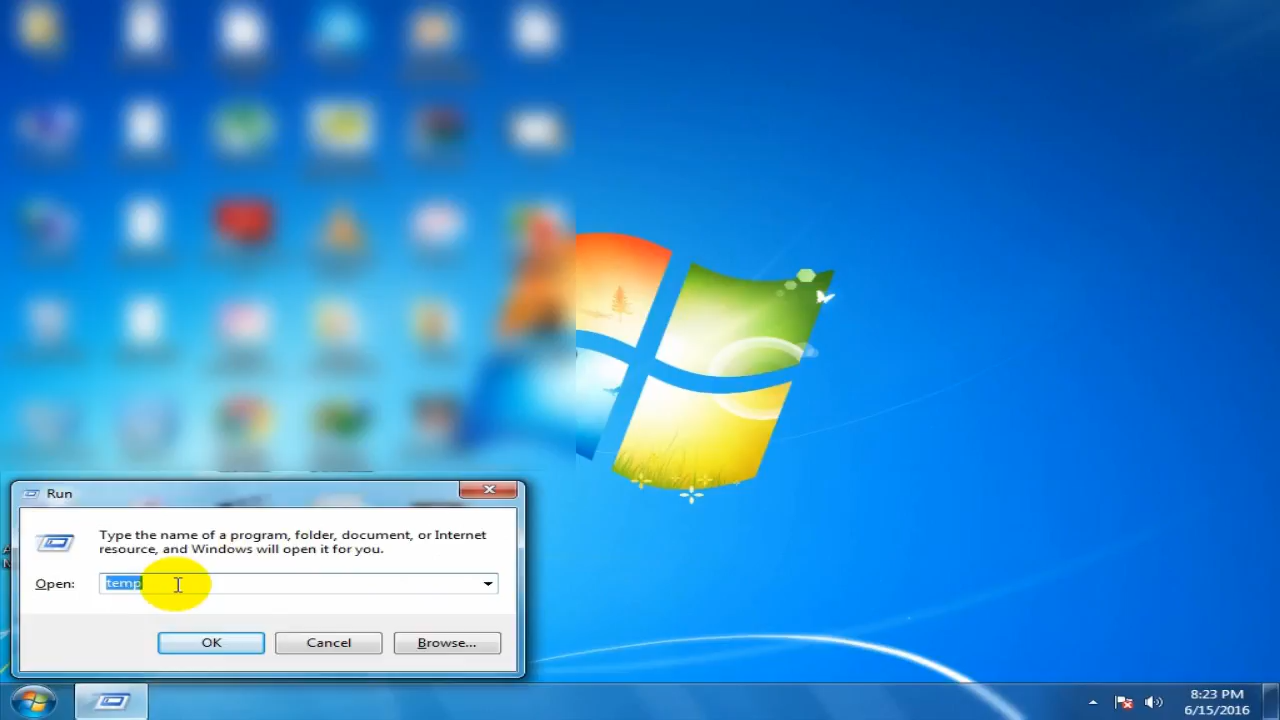 Run
Type the name of a program, folder, document, or Internet
resource, and Windows will open it for you.
Open: temp
OK Cancel Browse...
8:23 PM
6/15/2016